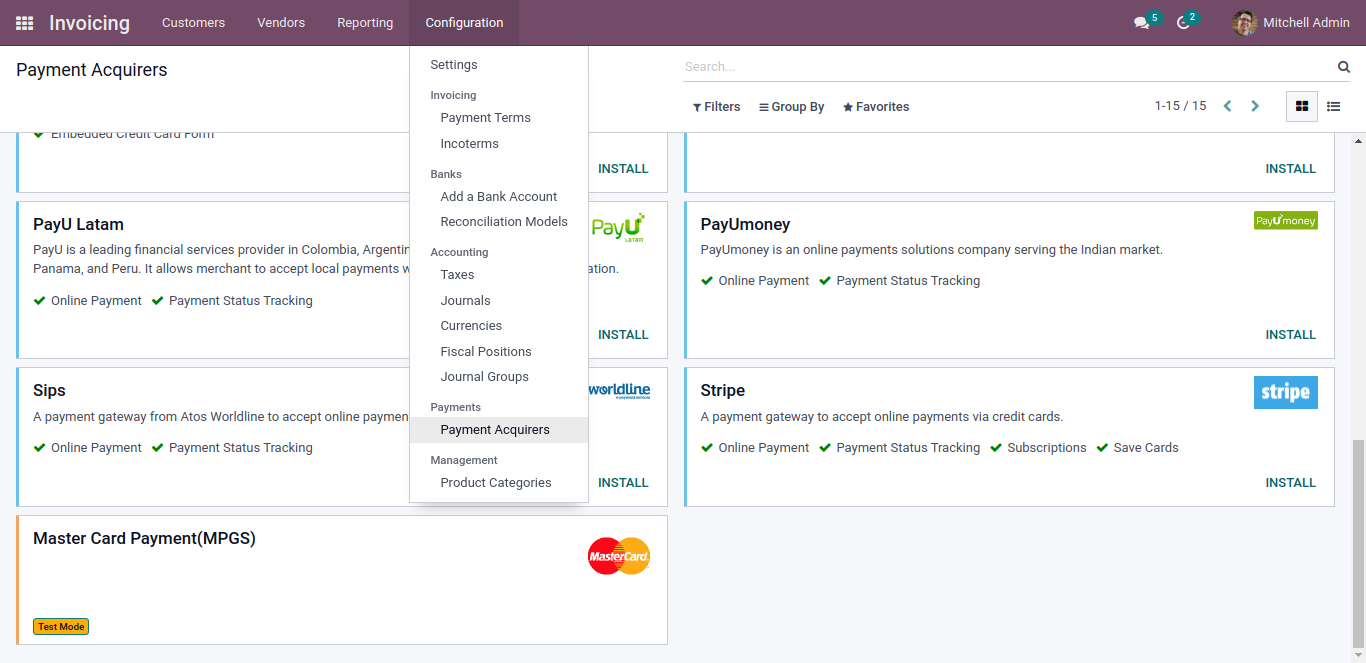 Invoicing
Customers
Vendors
Reporting
Configuration
5
2
Mitchell Admin
Payment Acquirers
Search...
Filters
Group By
Favorites
1-15 / 15
Settings
Invoicing
Payment Terms
Incoterms
Banks
Add a Bank Account
Reconciliation Models
Accounting
Taxes
Journals
Currencies
Fiscal Positions
Journal Groups
Payments
Payment Acquirers
Management
Product Categories
Embedded Credit Card Form
INSTALL
INSTALL
PayU Latam
PayU LATAM
PayU is a leading financial services provider in Colombia, Argentin
Panama, and Peru. It allows merchant to accept local payments w
ation.
Online Payment
Payment Status Tracking
INSTALL
PayUmoney
PayUmoney
PayUmoney is an online payments solutions company serving the Indian market.
Online Payment
Payment Status Tracking
INSTALL
Sips
worldline
e-payment services
A payment gateway from Atos Worldline to accept online paymen
Online Payment
Payment Status Tracking
INSTALL
Stripe
stripe
A payment gateway to accept online payments via credit cards.
Online Payment
Payment Status Tracking
Subscriptions
Save Cards
INSTALL
Master Card Payment(MPGS)
MasterCard
Test Mode